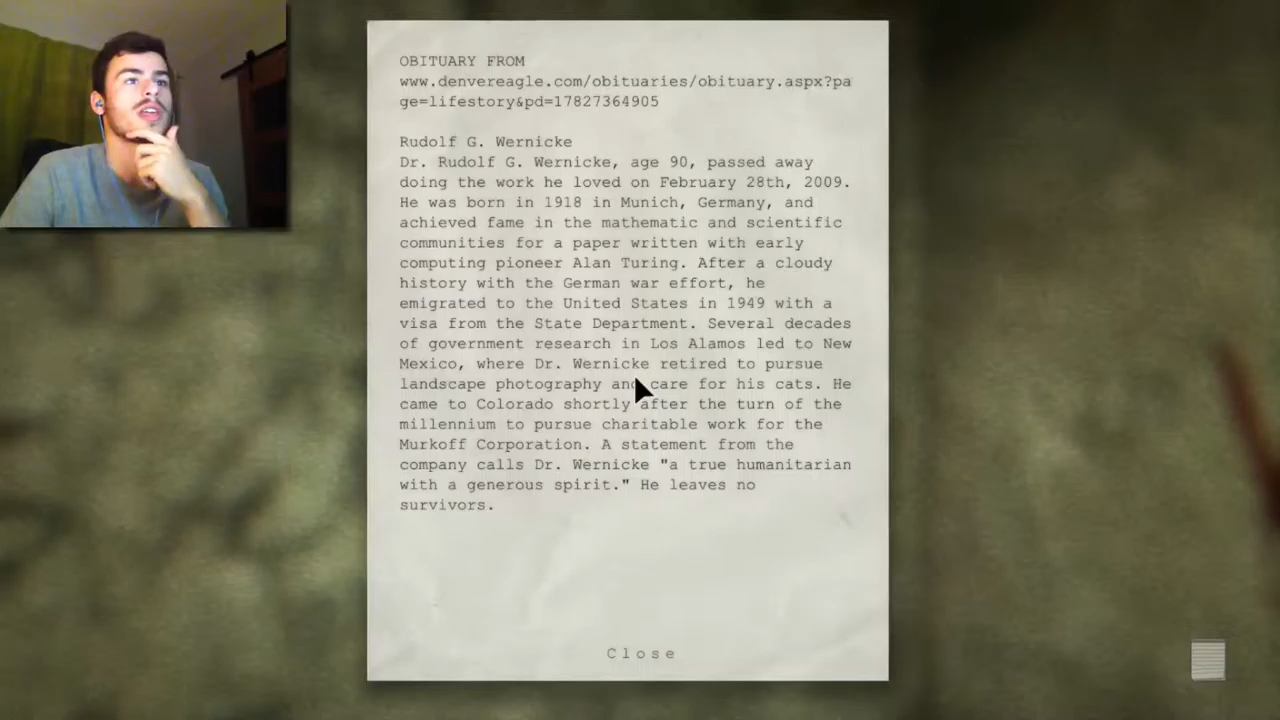 OBITUARY FROM
www.denvereagle.com/obituaries/obituary.aspx?pa
ge=lifestory&pd=17827364905
Rudolf G. Wernicke
Dr. Rudolf G. Wernicke, age 90, passed away
doing the work he loved on February 28th, 2009.
He was born in 1918 in Munich, Germany, and
achieved fame in the mathematic and scientific
communities for a paper written with early
computing pioneer Alan Turing. After a cloudy
history with the German war effort, he
emigrated to the United States in 1949 with a
visa from the State Department. Several decades
of government research in Los Alamos led to New
Mexico, where Dr. Wernicke retired to pursue
landscape photography and care for his cats. He
came to Colorado shortly after the turn of the
millennium to pursue charitable work for the
Murkoff Corporation. A statement from the
company calls Dr. Wernicke "a true humanitarian
with a generous spirit." He leaves no
survivors.
Close